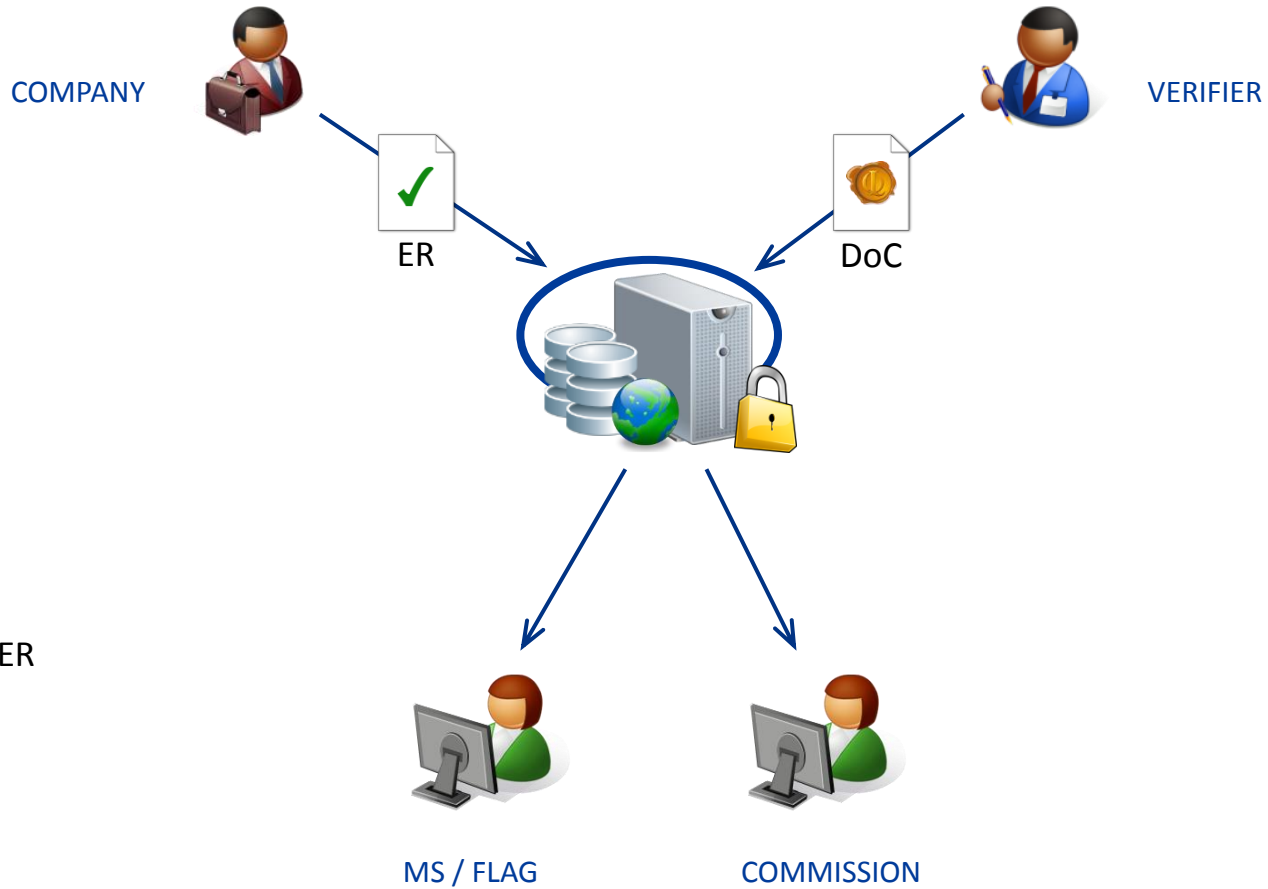 COMPANY
VERIFIER
ER
DoC
ER
MS / FLAG
COMMISSION